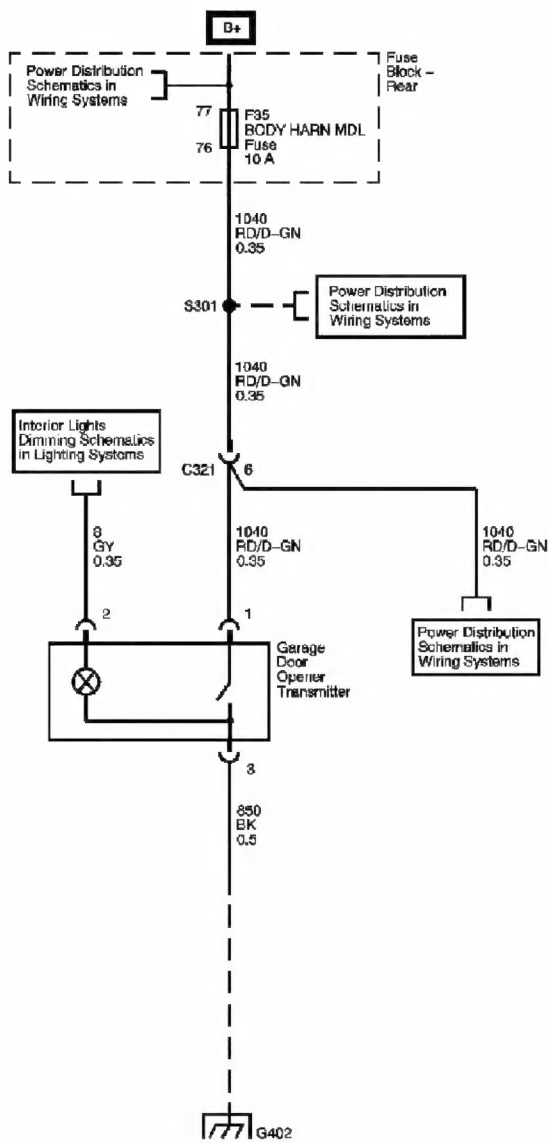 B+
Fuse
Block –
Rear
Power Distribution
Schematics in
Wiring Systems
77
F35
BODY HARN MDL
Fuse
10 A
76
1040
RD/D–GN
0.35
S301
Power Distribution
Schematics in
Wiring Systems
1040
RD/D–GN
0.35
Interior Lights
Dimming Schematics
in Lighting Systems
C321
6
8
GY
0.35
1040
RD/D–GN
0.35
1040
RD/D–GN
0.35
2
1
Power Distribution
Schematics in
Wiring Systems
Garage
Door
Opener
Transmitter
3
850
BK
0.5
G402